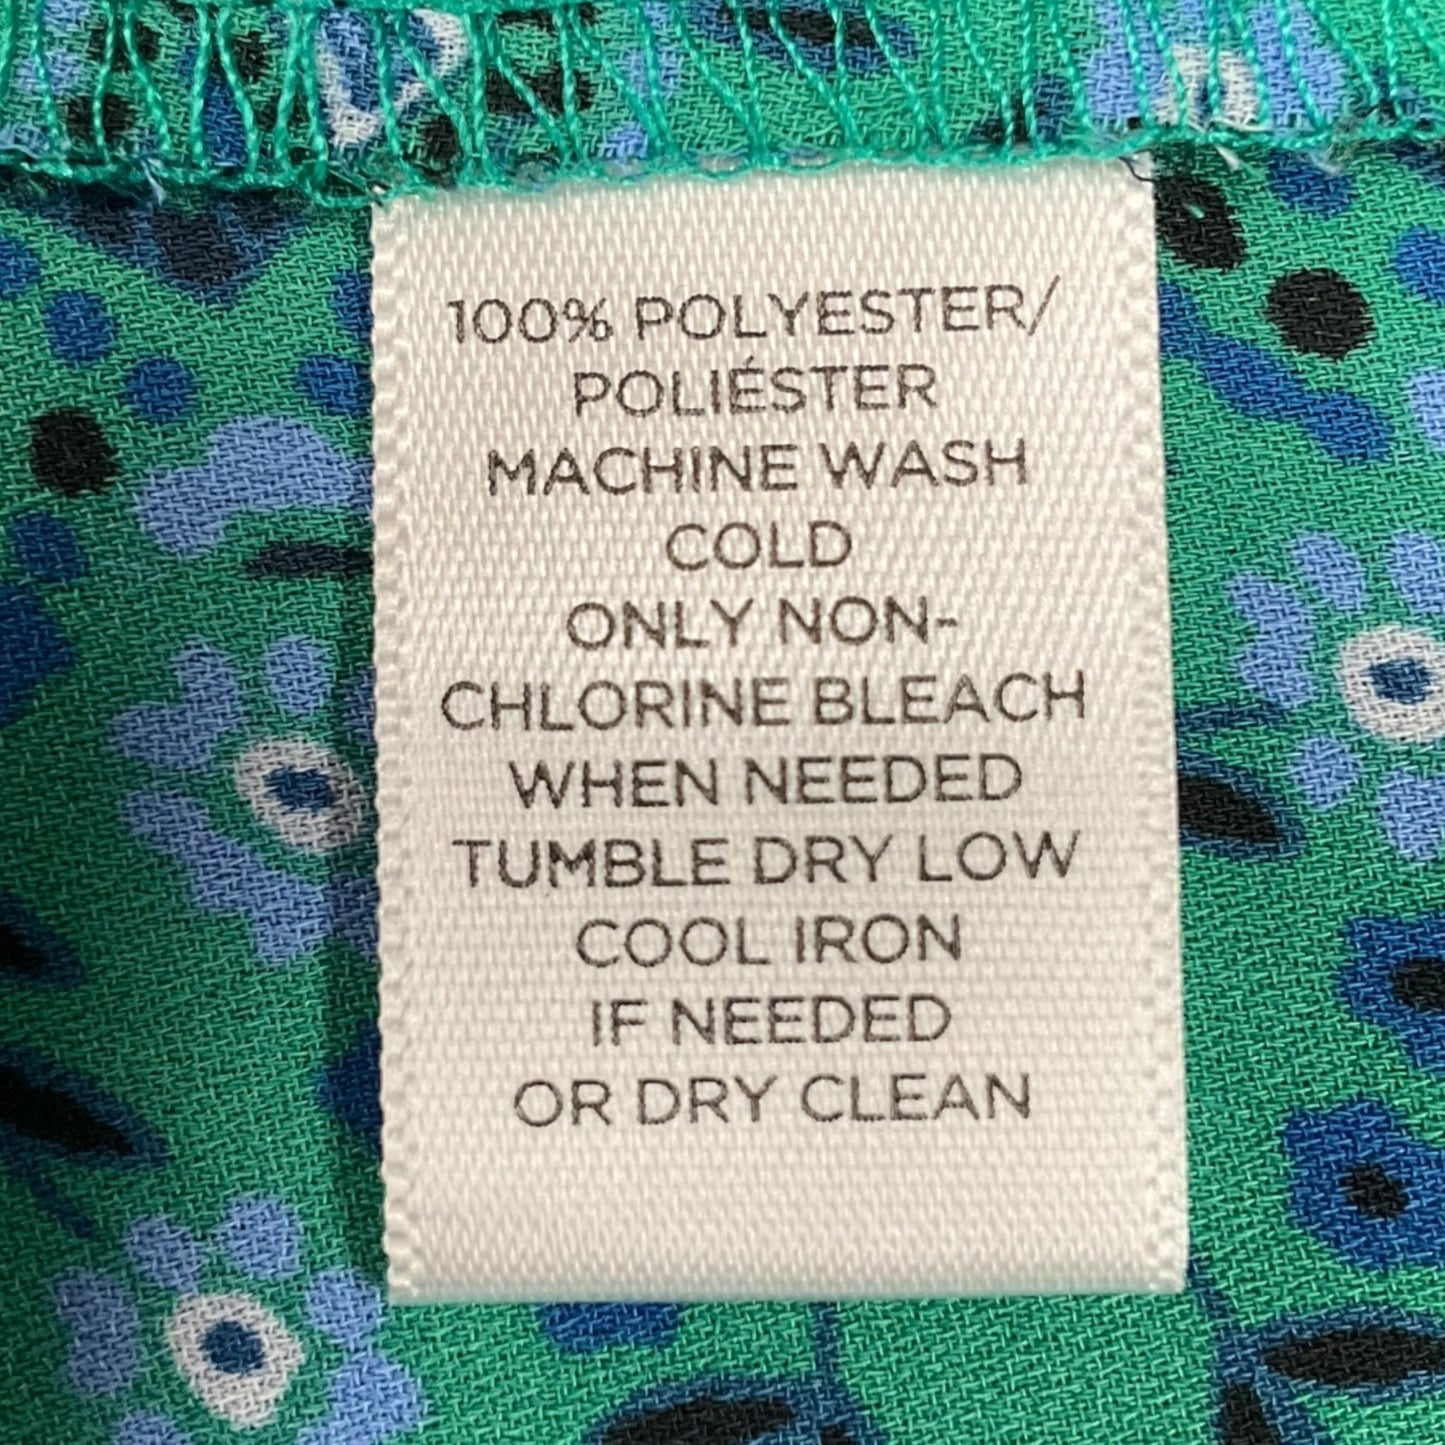 100% POLYESTER/
POLIÉSTER
MACHINE WASH
COLD
ONLY NON-
CHLORINE BLEACH
WHEN NEEDED
TUMBLE DRY LOW
COOL IRON
IF NEEDED
OR DRY CLEAN